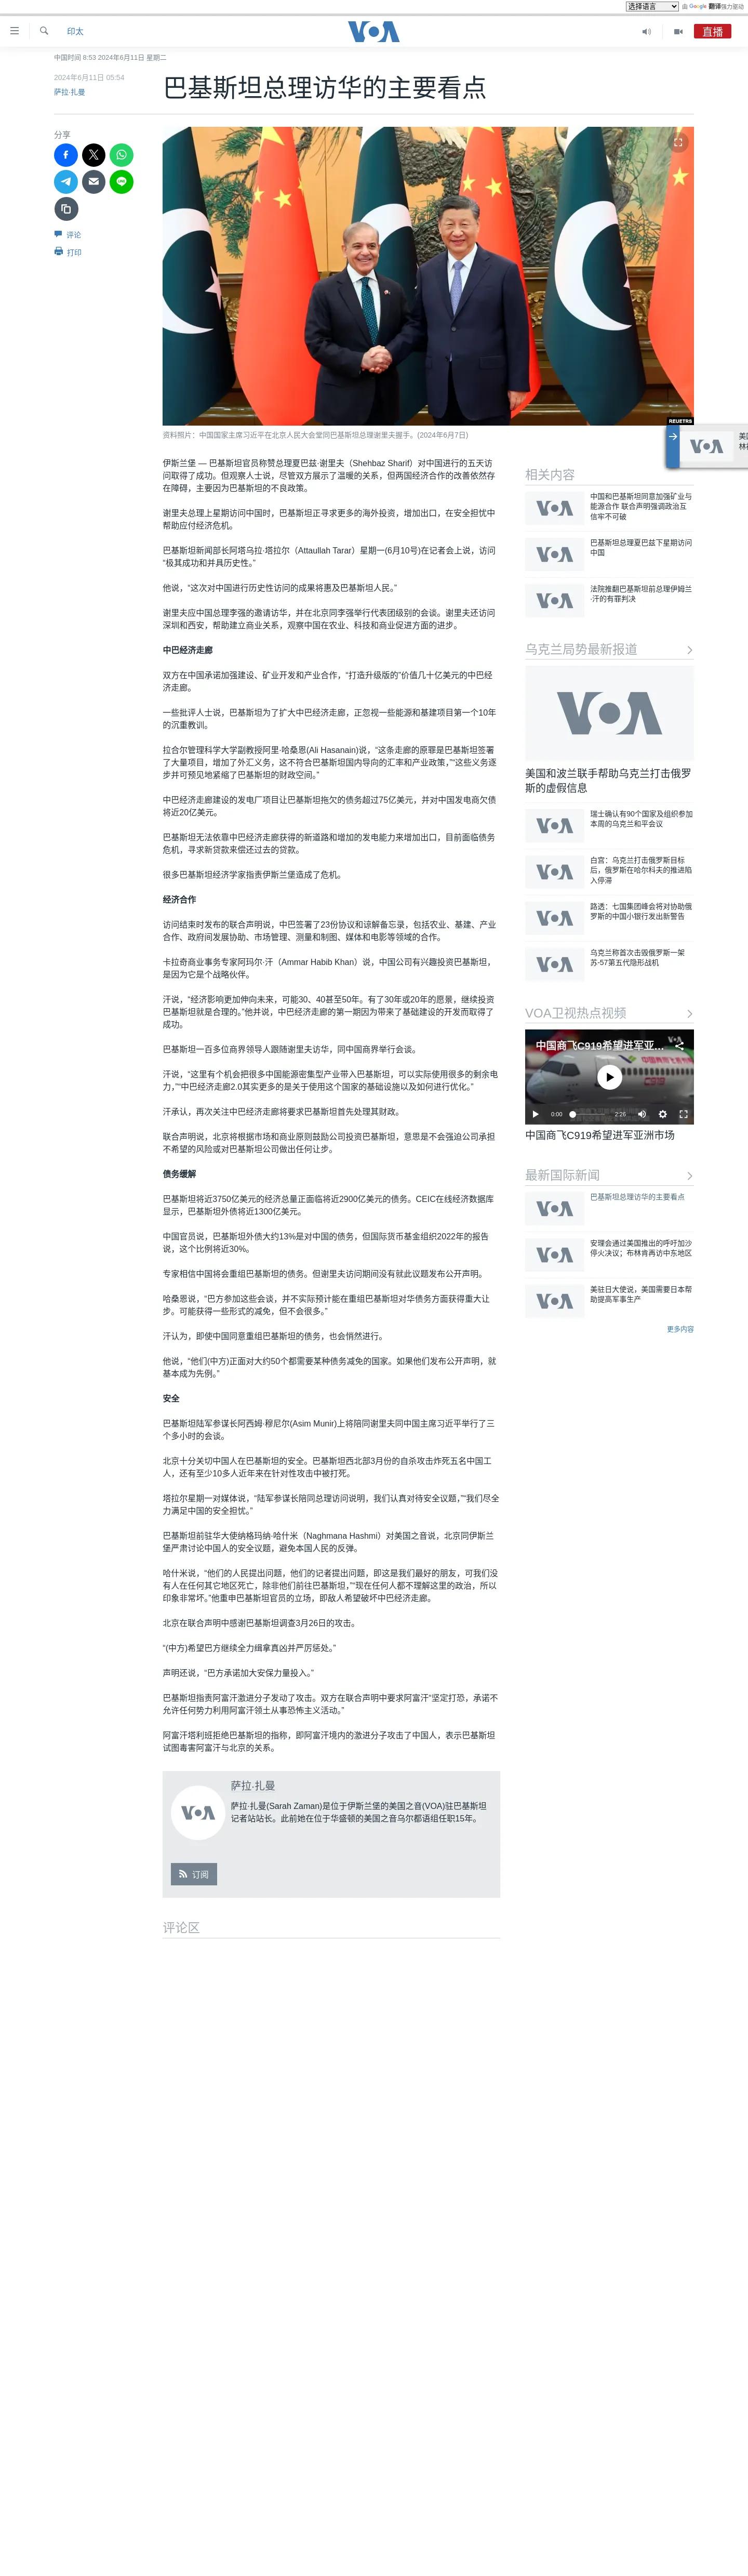 选择语言
由 Google 翻译强力驱动
印太
VOA
直播
中国时间 8:53 2024年6月11日 星期二
2024年6月11日 05:54
萨拉·扎曼
巴基斯坦总理访华的主要看点
分享
评论
打印
REUTERS
资料照片：中国国家主席习近平在北京人民大会堂同巴基斯坦总理谢里夫握手。(2024年6月7日)
伊斯兰堡 — 巴基斯坦官员称赞总理夏巴兹·谢里夫（Shehbaz Sharif）对中国进行的五天访
问取得了成功。但观察人士说，尽管双方展示了温暖的关系，但两国经济合作的改善依然存
在障碍，主要因为巴基斯坦的不良政策。
谢里夫总理上星期访问中国时，巴基斯坦正寻求更多的海外投资，增加出口，在安全担忧中
帮助应付经济危机。
巴基斯坦新闻部长阿塔乌拉·塔拉尔（Attaullah Tarar）星期一(6月10号)在记者会上说，访问
“极其成功和并具历史性。”
他说，“这次对中国进行历史性访问的成果将惠及巴基斯坦人民。”
谢里夫应中国总理李强的邀请访华，并在北京同李强举行代表团级别的会谈。谢里夫还访问
深圳和西安，帮助建立商业关系，观察中国在农业、科技和商业促进方面的进步。
中巴经济走廊
双方在中国承诺加强建设、矿业开发和产业合作，“打造升级版的”价值几十亿美元的中巴经
济走廊。
一些批评人士说，巴基斯坦为了扩大中巴经济走廊，正忽视一些能源和基建项目第一个10年
的沉重教训。
拉合尔管理科学大学副教授阿里·哈桑恩(Ali Hasanain)说，“这条走廊的原罪是巴基斯坦签署
了大量项目，增加了外汇义务，这不符合巴基斯坦国内导向的汇率和产业政策，”“这些义务逐
步并可预见地紧缩了巴基斯坦的财政空间。”
中巴经济走廊建设的发电厂项目让巴基斯坦拖欠的债务超过75亿美元，并对中国发电商欠债
将近20亿美元。
巴基斯坦无法依靠中巴经济走廊获得的新道路和增加的发电能力来增加出口，目前面临债务
危机，寻求新贷款来偿还过去的贷款。
很多巴基斯坦经济学家指责伊斯兰堡造成了危机。
经济合作
访问结束时发布的联合声明说，中巴签署了23份协议和谅解备忘录，包括农业、基建、产业
合作、政府间发展协助、市场管理、测量和制图、媒体和电影等领域的合作。
卡拉奇商业事务专家阿玛尔·汗（Ammar Habib Khan）说，中国公司有兴趣投资巴基斯坦，
是因为它是个战略伙伴。
汗说，“经济影响更加伸向未来，可能30、40甚至50年。有了30年或20年的愿景，继续投资
巴基斯坦就是合理的。”他并说，中巴经济走廊的第一期因为带来了基础建设的开发而取得了
成功。
巴基斯坦一百多位商界领导人跟随谢里夫访华，同中国商界举行会谈。
汗说，“这里有个机会把很多中国能源密集型产业带入巴基斯坦，可以实际使用很多的剩余电
力，”“中巴经济走廊2.0其实更多的是关于使用这个国家的基础设施以及如何进行优化。”
汗承认，再次关注中巴经济走廊将要求巴基斯坦首先处理其财政。
联合声明说，北京将根据市场和商业原则鼓励公司投资巴基斯坦，意思是不会强迫公司承担
不希望的风险或对巴基斯坦公司做出任何让步。
债务缓解
巴基斯坦将近3750亿美元的经济总量正面临将近2900亿美元的债务。CEIC在线经济数据库
显示，巴基斯坦外债将近1300亿美元。
中国官员说，巴基斯坦外债大约13%是对中国的债务，但国际货币基金组织2022年的报告
说，这个比例将近30%。
专家相信中国将会重组巴基斯坦的债务。但谢里夫访问期间没有就此议题发布公开声明。
哈桑恩说，“巴方参加这些会谈，并不实际预计能在重组巴基斯坦对华债务方面获得重大让
步。可能获得一些形式的减免，但不会很多。”
汗认为，即使中国同意重组巴基斯坦的债务，也会悄然进行。
他说，“他们(中方)正面对大约50个都需要某种债务减免的国家。如果他们发布公开声明，就
基本成为先例。”
安全
巴基斯坦陆军参谋长阿西姆·穆尼尔(Asim Munir)上将陪同谢里夫同中国主席习近平举行了三
个多小时的会谈。
北京十分关切中国人在巴基斯坦的安全。巴基斯坦西北部3月份的自杀攻击炸死五名中国工
人，还有至少10多人近年来在针对性攻击中被打死。
塔拉尔星期一对媒体说，“陆军参谋长陪同总理访问说明，我们认真对待安全议题，”“我们尽全
力满足中国的安全担忧。”
巴基斯坦前驻华大使纳格玛纳·哈什米（Naghmana Hashmi）对美国之音说，北京同伊斯兰
堡严肃讨论中国人的安全议题，避免本国人民的反弹。
哈什米说，“他们的人民提出问题，他们的记者提出问题，即这是我们最好的朋友，可我们没
有人在任何其它地区死亡，除非他们前往巴基斯坦，”“现在任何人都不理解这里的政治，所以
印象非常坏。”他重申巴基斯坦官员的立场，即敌人希望破坏中巴经济走廊。
北京在联合声明中感谢巴基斯坦调查3月26日的攻击。
“(中方)希望巴方继续全力缉拿真凶并严厉惩处。”
声明还说，“巴方承诺加大安保力量投入。”
巴基斯坦指责阿富汗激进分子发动了攻击。双方在联合声明中要求阿富汗“坚定打恐，承诺不
允许任何势力利用阿富汗领土从事恐怖主义活动。”
阿富汗塔利班拒绝巴基斯坦的指称，即阿富汗境内的激进分子攻击了中国人，表示巴基斯坦
试图毒害阿富汗与北京的关系。
VOA
萨拉·扎曼
萨拉·扎曼(Sarah Zaman)是位于伊斯兰堡的美国之音(VOA)驻巴基斯坦
记者站站长。此前她在位于华盛顿的美国之音乌尔都语组任职15年。
订阅
评论区
VOA
美国
林社
相关内容
VOA
中国和巴基斯坦同意加强矿业与
能源合作 联合声明强调政治互
信牢不可破
VOA
巴基斯坦总理夏巴兹下星期访问
中国
VOA
法院推翻巴基斯坦前总理伊姆兰
·汗的有罪判决
乌克兰局势最新报道
VOA
美国和波兰联手帮助乌克兰打击俄罗
斯的虚假信息
VOA
瑞士确认有90个国家及组织参加
本周的乌克兰和平会议
VOA
白宫：乌克兰打击俄罗斯目标
后，俄罗斯在哈尔科夫的推进陷
入停滞
VOA
路透：七国集团峰会将对协助俄
罗斯的中国小银行发出新警告
VOA
乌克兰称首次击毁俄罗斯一架
苏-57第五代隐形战机
VOA卫视热点视频
中国商飞C919希望进军亚...
VOA
C919
0:00
2:26
中国商飞C919希望进军亚洲市场
最新国际新闻
VOA
巴基斯坦总理访华的主要看点
VOA
安理会通过美国推出的呼吁加沙
停火决议；布林肯再访中东地区
VOA
美驻日大使说，美国需要日本帮
助提高军事生产
更多内容